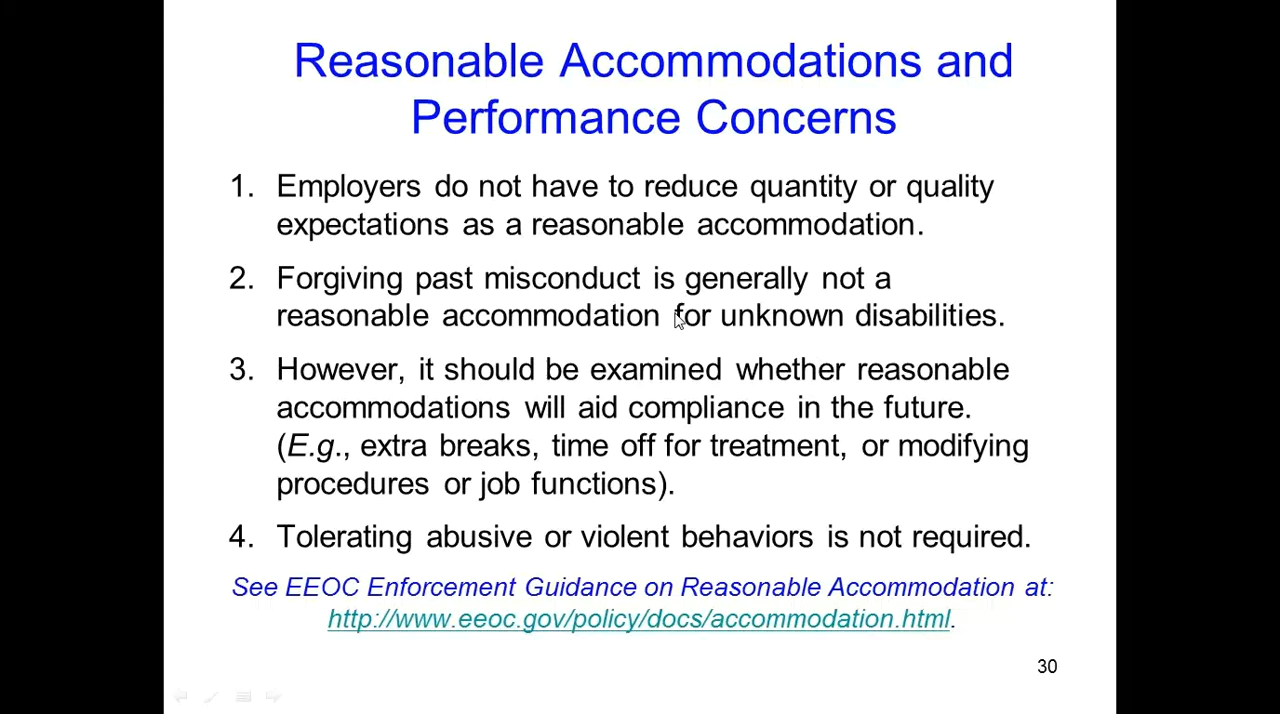 Reasonable Accommodations and
Performance Concerns
1. Employers do not have to reduce quantity or quality
expectations as a reasonable accommodation.
2. Forgiving past misconduct is generally not a
reasonable accommodation for unknown disabilities.
3. However, it should be examined whether reasonable
accommodations will aid compliance in the future.
(E.g., extra breaks, time off for treatment, or modifying
procedures or job functions).
4. Tolerating abusive or violent behaviors is not required.
See EEOC Enforcement Guidance on Reasonable Accommodation at:
http://www.eeoc.gov/policy/docs/accommodation.html.
30